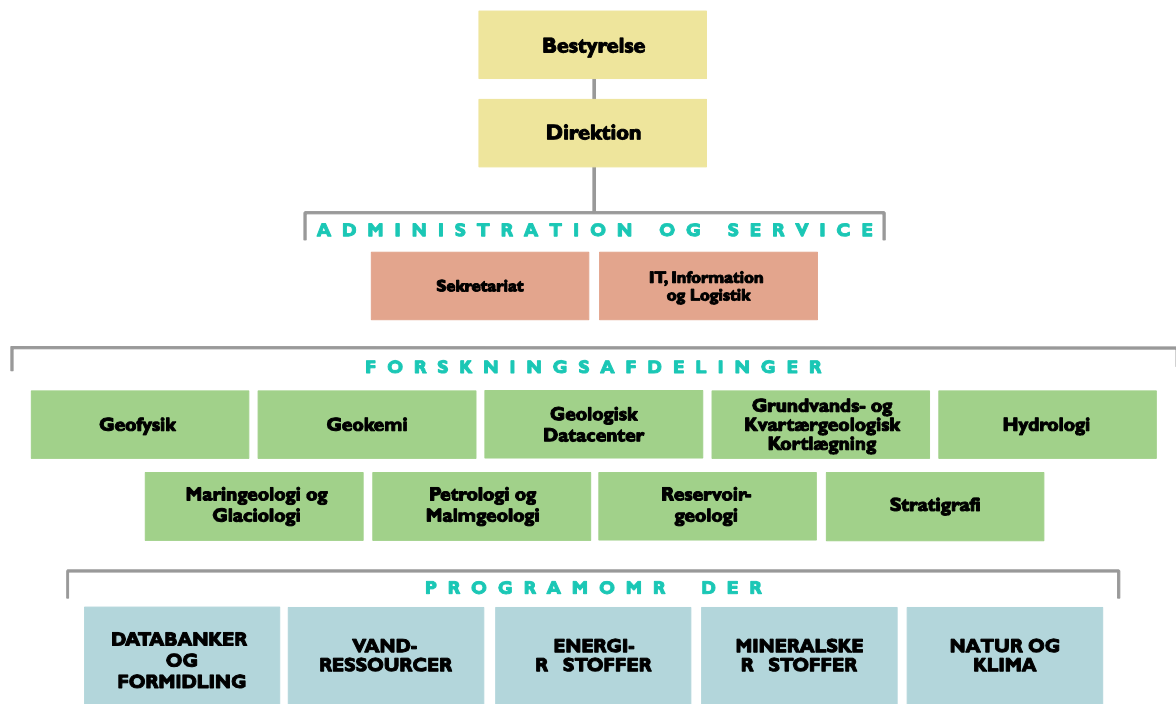 Bestyrelse
Direktion
ADMINISTRATION OG SERVICE
Sekretariat
IT, Information
og Logistik
FORSKNINGSAFDELINGER
Geofysik
Geokemi
Geologisk
Datacenter
Grundvands- og
Kvartærgeologisk
Kortlægning
Hydrologi
Maringeologi og
Glaciologi
Petrologi og
Malmgeologi
Reservoir-
geologi
Stratigrafi
PROGRAMOMR DER
DATABANKER
OG
FORMIDLING
VAND-
RESSOURCER
ENERGI-
R STOFFER
MINERALSKE
R STOFFER
NATUR OG
KLIMA